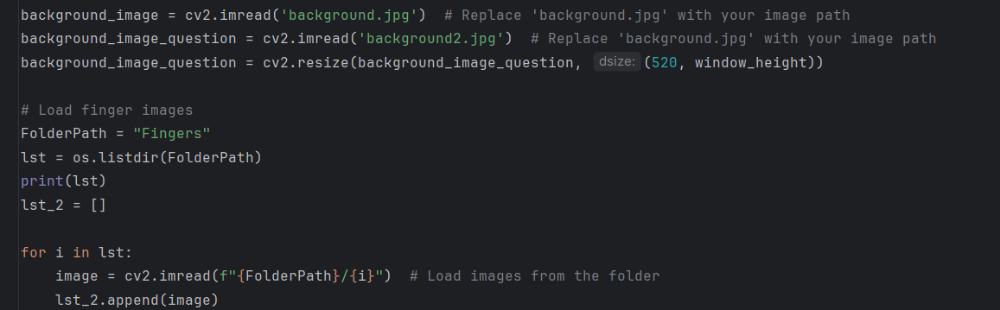 background_image = cv2.imread('background.jpg')  # Replace 'background.jpg' with your image path
background_image_question = cv2.imread('background2.jpg')  # Replace 'background.jpg' with your image path
background_image_question = cv2.resize(background_image_question, dsize: (520, window_height))

# Load finger images
FolderPath = "Fingers"
lst = os.listdir(FolderPath)
print(lst)
lst_2 = []

for i in lst:
    image = cv2.imread(f"{FolderPath}/{i}")  # Load images from the folder
    lst_2.append(image)